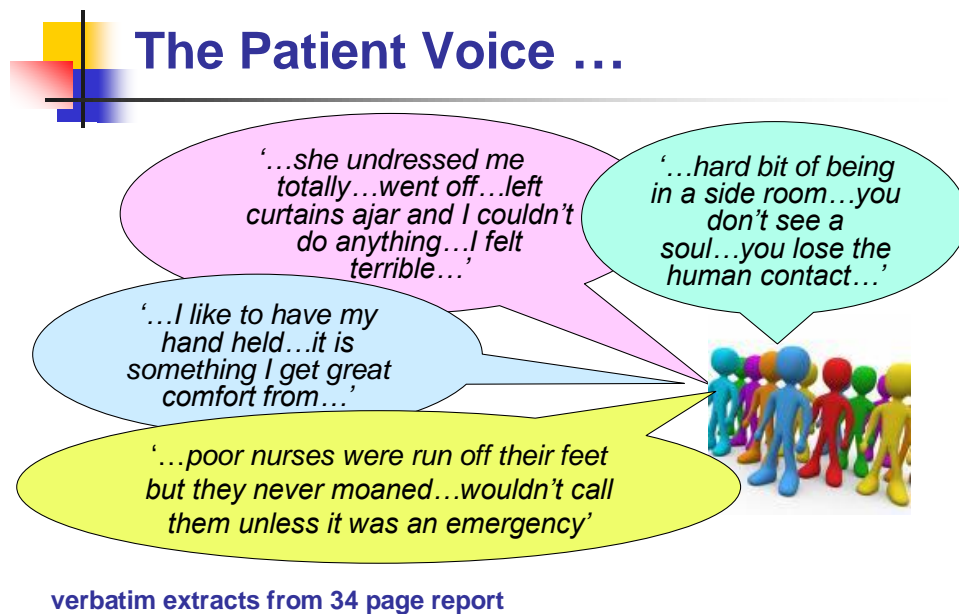 The Patient Voice …
‘…she undressed me
totally…went off…left
curtains ajar and I couldn’t
do anything…I felt
terrible…’
‘…hard bit of being
in a side room…you
don’t see a
soul…you lose the
human contact…’
‘…I like to have my
hand held…it is
something I get great
comfort from…’
‘…poor nurses were run off their feet
but they never moaned…wouldn’t call
them unless it was an emergency’
verbatim extracts from 34 page report